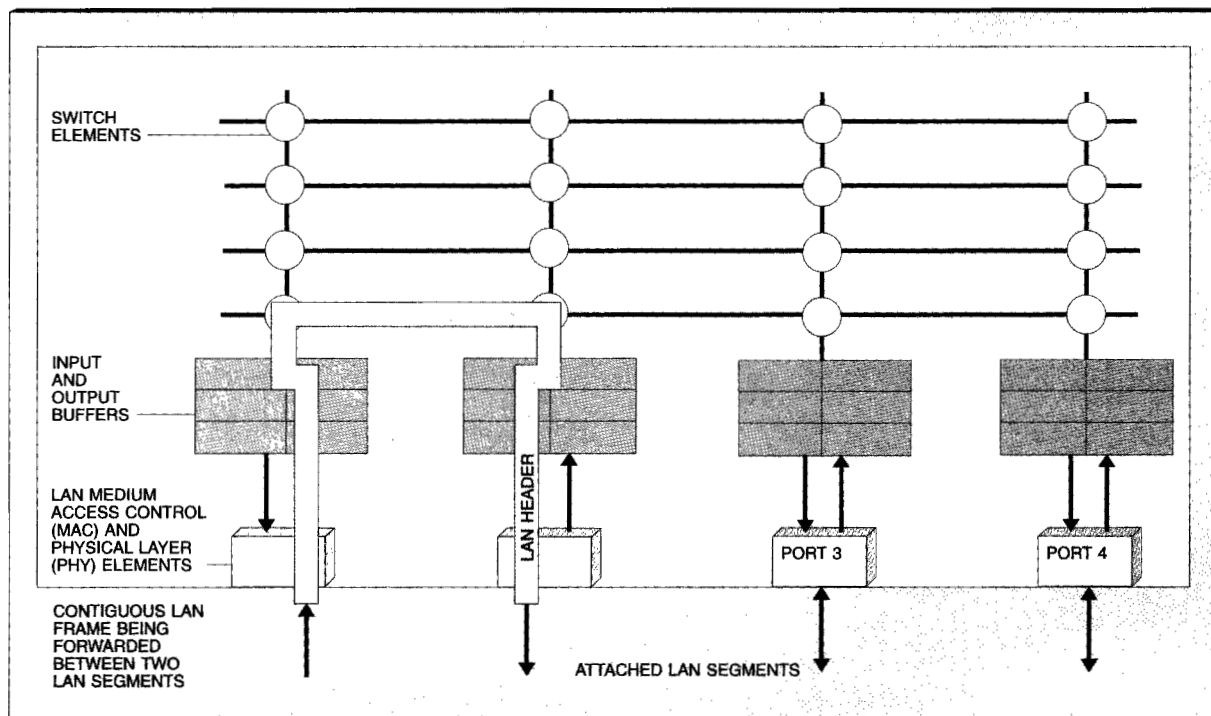 SWITCH
ELEMENTS
INPUT
AND
OUTPUT
BUFFERS
LAN MEDIUM
ACCESS CONTROL
(MAC) AND
PHYSICAL LAYER
(PHY) ELEMENTS
LAN HEADER
PORT 3
PORT 4
CONTIGUOUS LAN
FRAME BEING
FORWARDED
BETWEEN TWO
LAN SEGMENTS
ATTACHED LAN SEGMENTS